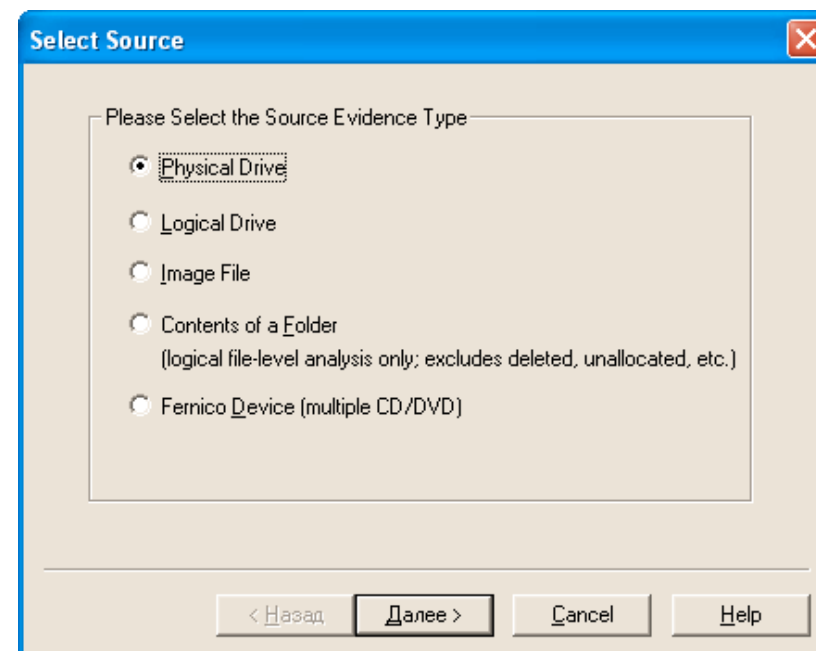 Select Source
Please Select the Source Evidence Type
Physical Drive
Logical Drive
Image File
Contents of a Folder
(logical file-level analysis only; excludes deleted, unallocated, etc.)
Fernico Device (multiple CD/DVD)
< Назад Далее > Cancel Help